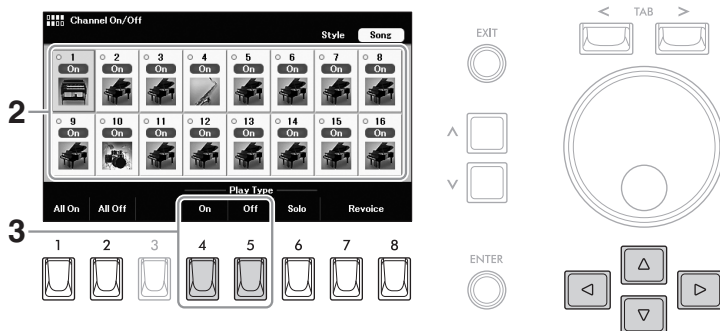 Channel On/Off
Style Song
1 2 3 4 5 6 7 8
On On On On On On On On
9 10 11 12 13 14 15 16
On On On On On On On On
2
Play Type
All On All Off On Off Solo Revoice
3
1 2 3 4 5 6 7 8
EXIT
ENTER
< TAB >